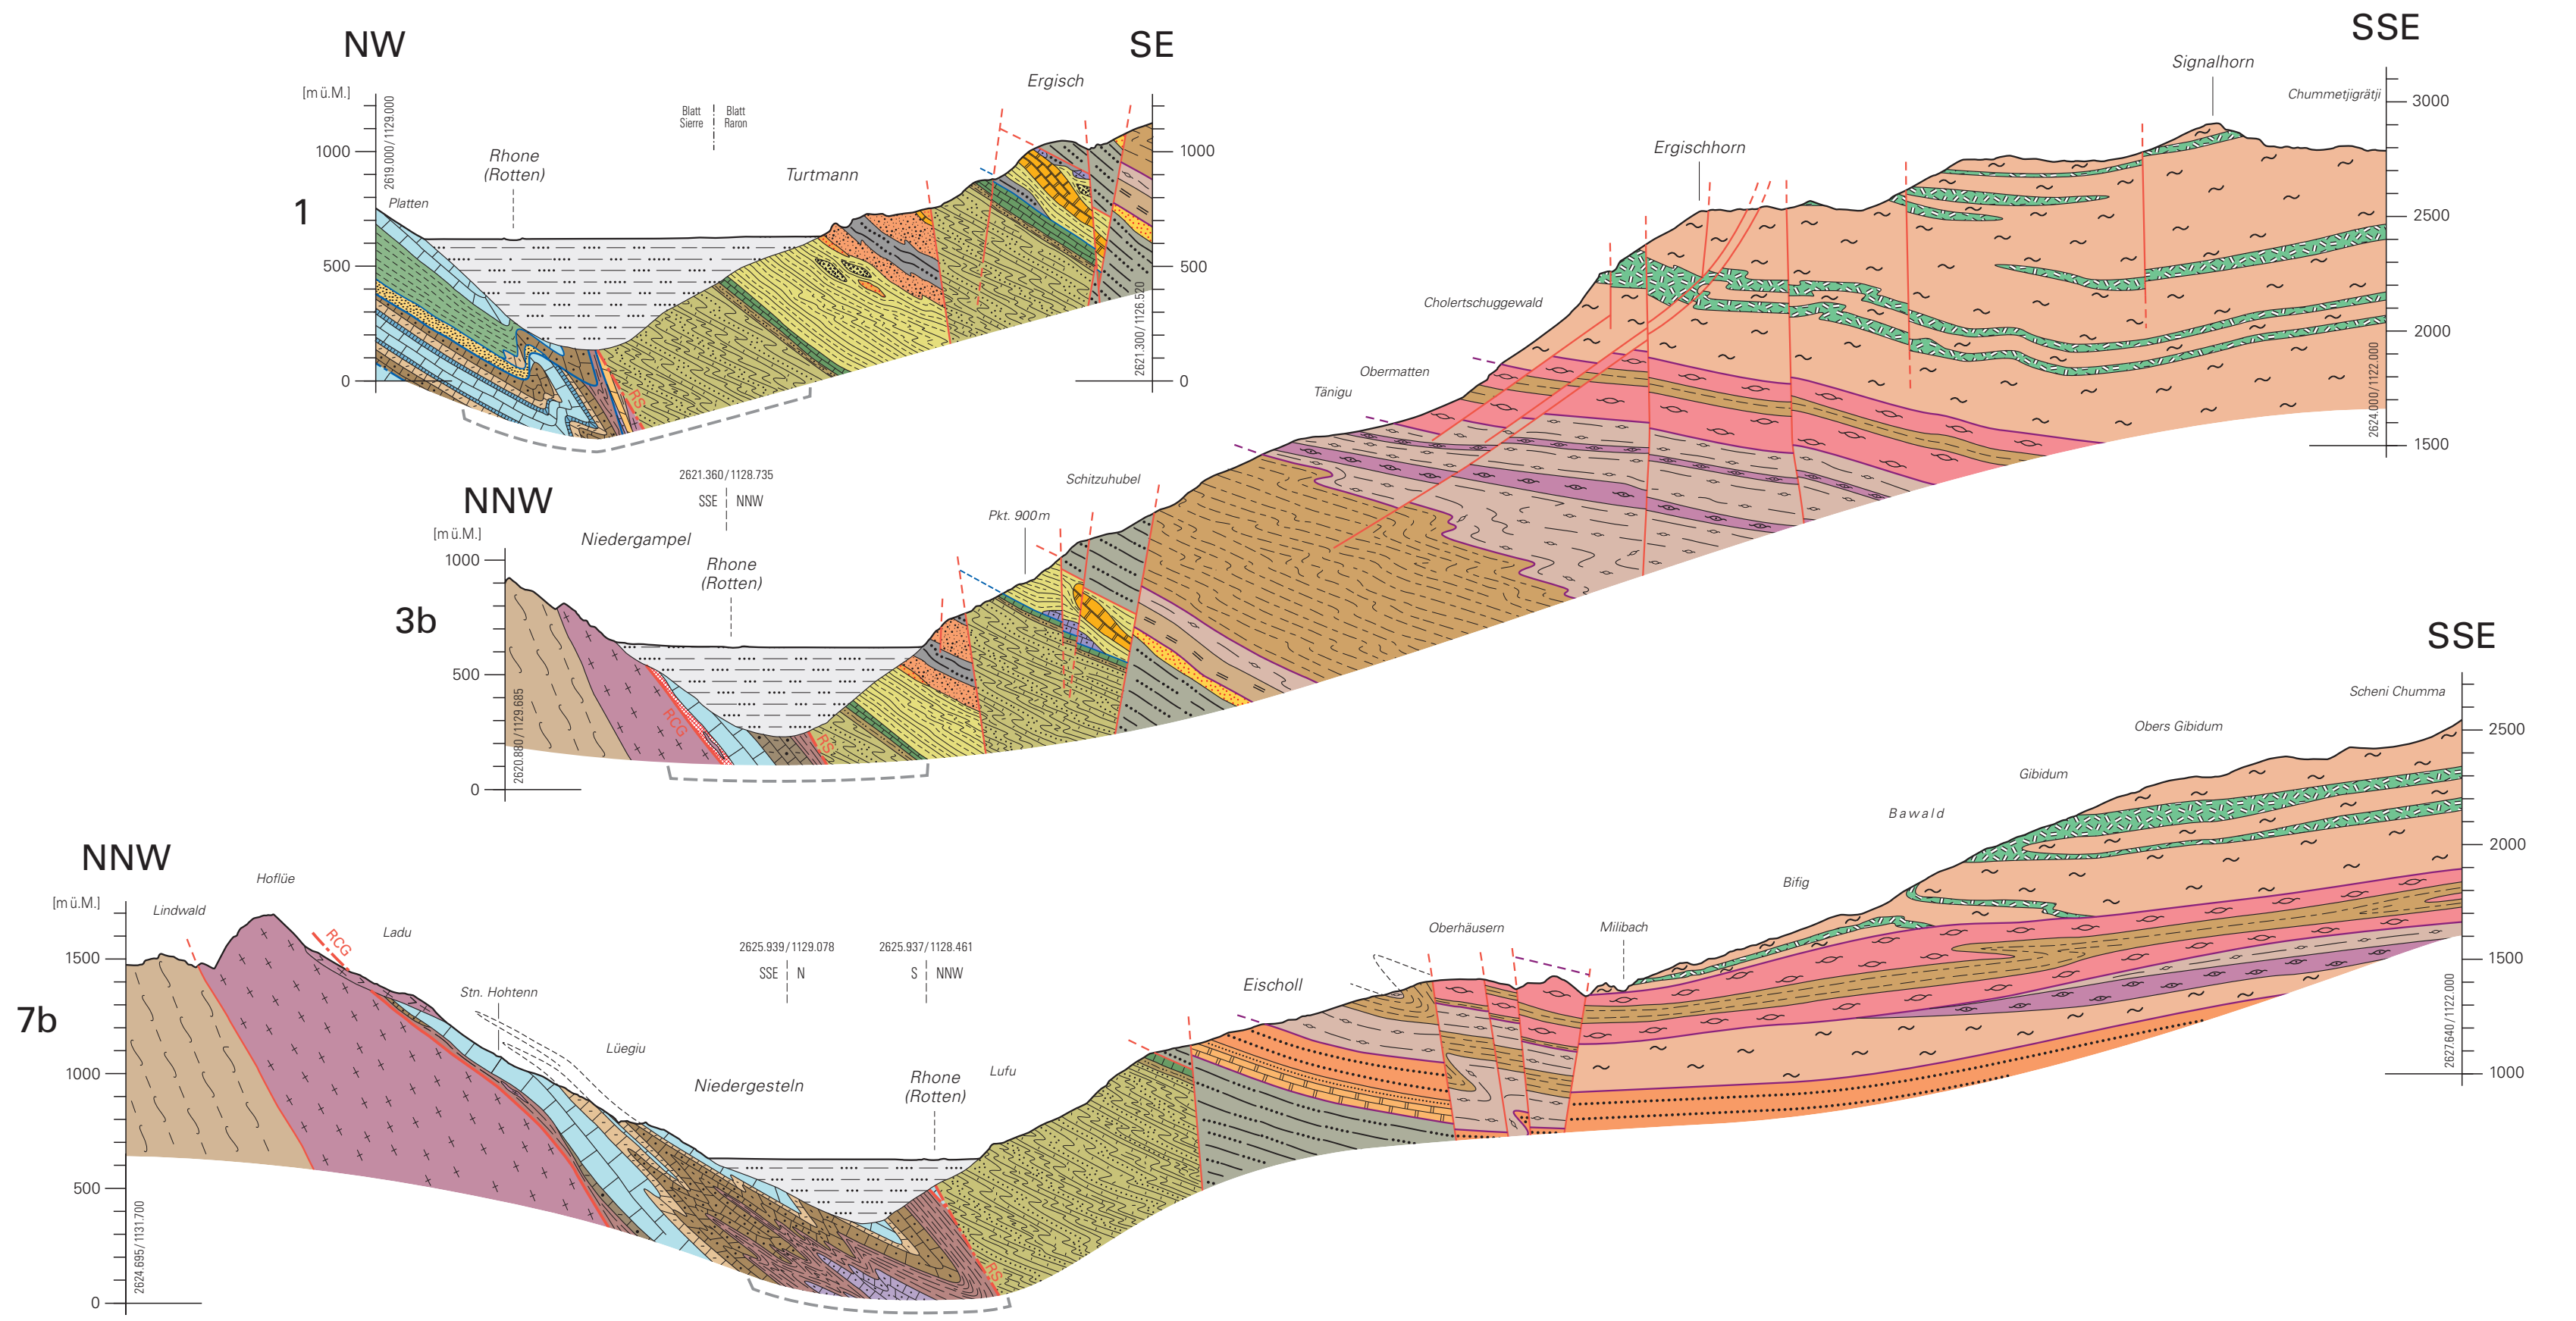 NW
SE
SSE
[m ü.M.]
2619.000/1129.000
1000
500
0
1
Platten
Rhone
(Rotten)
Blatt
Sierre
Blatt
Raron
Turtmann
Ergisch
1000
500
0
2621.300/1126.520
RS
Signalhorn
Chummetjigrätji
Ergischhorn
3000
2500
2000
1500
2624.000/1122.000
Cholertschuggewald
Obermatten
Tänigu
NNW
[m ü.M.]
2621.360/1128.735
SSE
NNW
Niedergampel
Rhone
(Rotten)
Schitzuhubel
Pkt. 900m
1000
500
0
3b
2620.880/1129.685
RCG
RS
SSE
Scheni Chumma
Obers Gibidum
Gibidum
Bawald
Bifig
2500
2000
1500
1000
2627.640/1122.000
NNW
[m ü.M.]
Hoflüe
Lindwald
RCG
Ladu
Stn. Hohtenn
Lüegiu
2625.939/1129.078
SSE
N
2625.937/1128.461
S
NNW
Niedergesteln
Rhone
(Rotten)
Lufu
Eischoll
Oberhäusern
Milibach
1500
1000
500
0
7b
2624.695/1131.700
RS